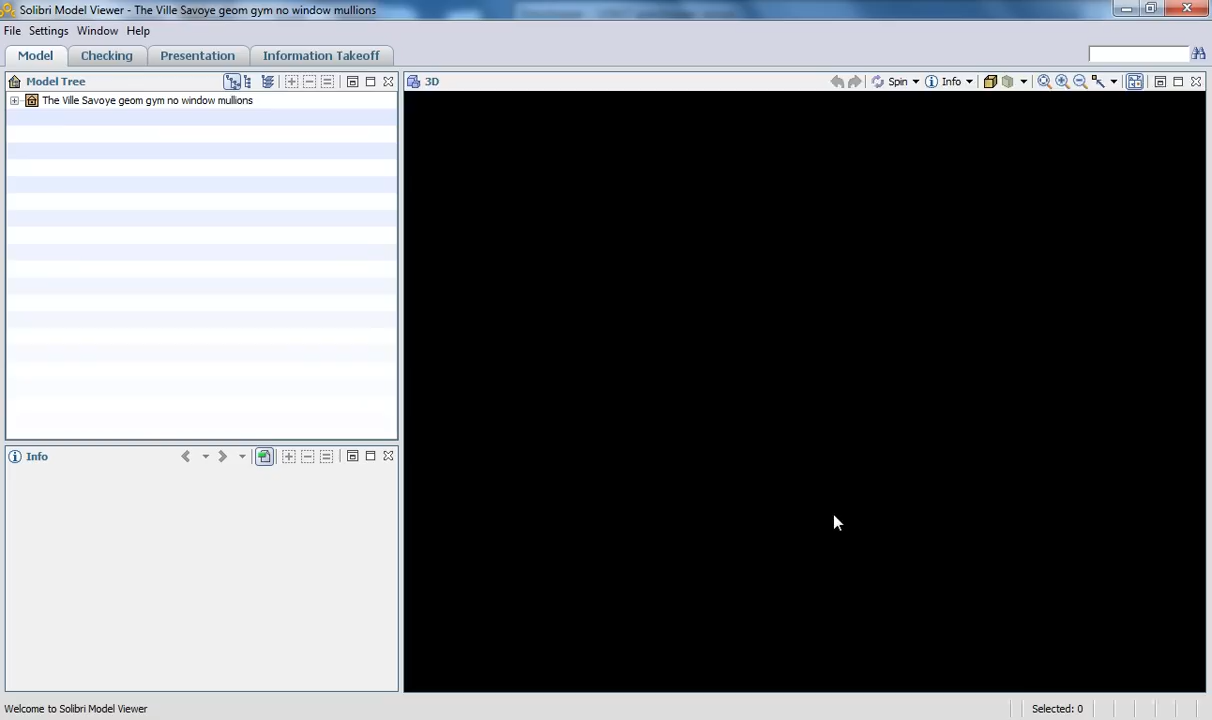 Solibri Model Viewer - The Ville Savoye geom gym no window mullions
File Settings Window Help
Model Checking Presentation Information Takeoff
Model Tree
3D Spin Info
The Ville Savoye geom gym no window mullions
Info
Welcome to Solibri Model Viewer
Selected: 0